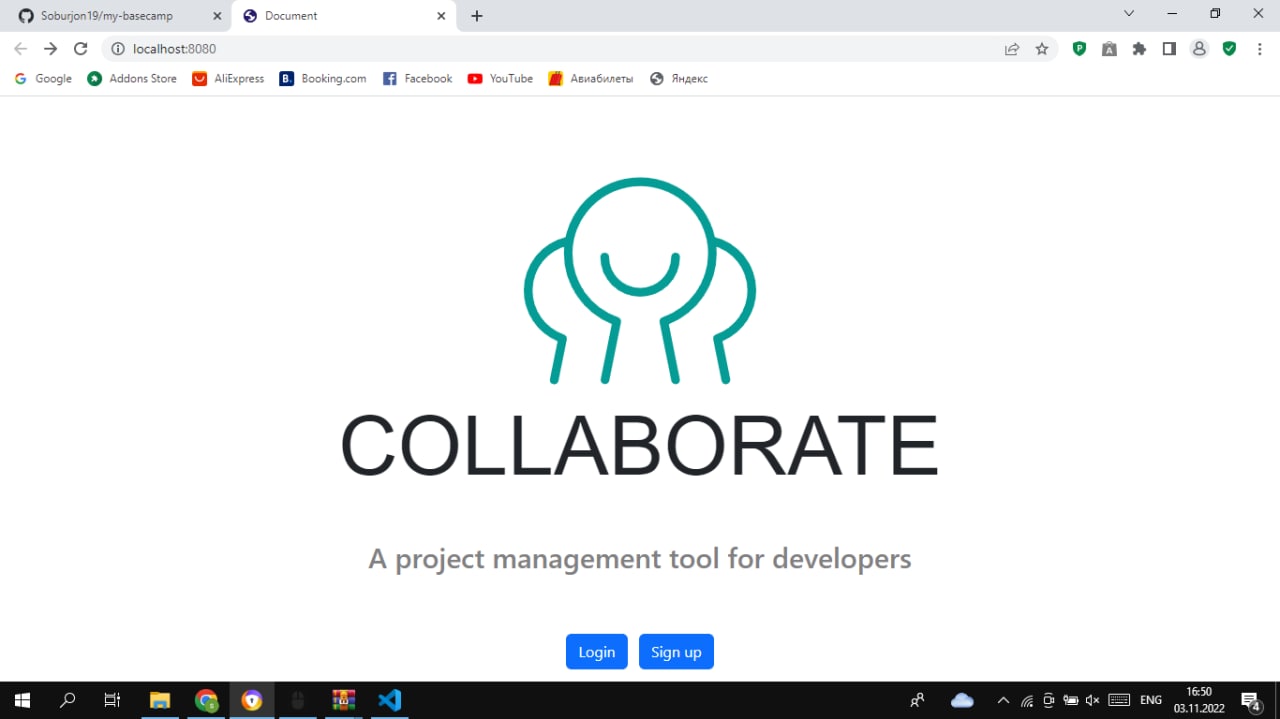 Soburjon19/my-basecamp
Document
localhost:8080
Google
Addons Store
AliExpress
B.
Booking.com
Facebook
YouTube
Авиабилеты
Яндекс
COLLABORATE
A project management tool for developers
Login
Sign up
ENG
16:50
03.11.2022
4